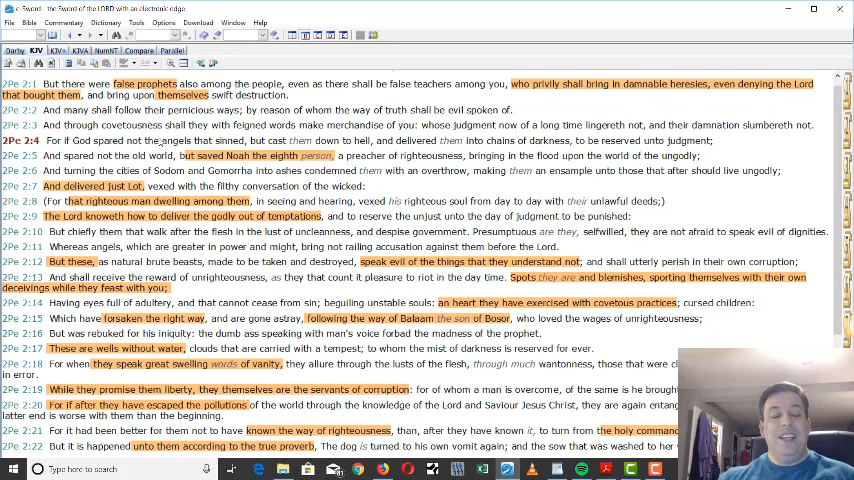 e-Sword - the Sword of the LORD with an electronic edge
File Bible Commentary Dictionary Tools Options Download Window Help
Darby KJV KJV+ KJVA NumNT Compare Parallel
2Pe 2:1 But there were false prophets also among the people, even as there shall be false teachers among you, who privily shall bring in damnable heresies, even denying the Lord
that bought them, and bring upon themselves swift destruction.
2Pe 2:2 And many shall follow their pernicious ways; by reason of whom the way of truth shall be evil spoken of.
2Pe 2:3 And through covetousness shall they with feigned words make merchandise of you: whose judgment now of a long time lingereth not, and their damnation slumbereth not.
2Pe 2:4 For if God spared not the angels that sinned, but cast them down to hell, and delivered them into chains of darkness, to be reserved unto judgment;
2Pe 2:5 And spared not the old world, but saved Noah the eighth person, a preacher of righteousness, bringing in the flood upon the world of the ungodly;
2Pe 2:6 And turning the cities of Sodom and Gomorrha into ashes condemned them with an overthrow, making them an ensample unto those that after should live ungodly;
2Pe 2:7 And delivered just Lot, vexed with the filthy conversation of the wicked:
2Pe 2:8 (For that righteous man dwelling among them, in seeing and hearing, vexed his righteous soul from day to day with their unlawful deeds;)
2Pe 2:9 The Lord knoweth how to deliver the godly out of temptations, and to reserve the unjust unto the day of judgment to be punished:
2Pe 2:10 But chiefly them that walk after the flesh in the lust of uncleanness, and despise government. Presumptuous are they, selfwilled, they are not afraid to speak evil of dignities.
2Pe 2:11 Whereas angels, which are greater in power and might, bring not railing accusation against them before the Lord.
2Pe 2:12 But these, as natural brute beasts, made to be taken and destroyed, speak evil of the things that they understand not; and shall utterly perish in their own corruption;
2Pe 2:13 And shall receive the reward of unrighteousness, as they that count it pleasure to riot in the day time. Spots they are and blemishes, sporting themselves with their own
deceivings while they feast with you;
2Pe 2:14 Having eyes full of adultery, and that cannot cease from sin; beguiling unstable souls: an heart they have exercised with covetous practices; cursed children:
2Pe 2:15 Which have forsaken the right way, and are gone astray, following the way of Balaam the son of Bosor, who loved the wages of unrighteousness;
2Pe 2:16 But was rebuked for his iniquity: the dumb ass speaking with man's voice forbad the madness of the prophet.
2Pe 2:17 These are wells without water, clouds that are carried with a tempest; to whom the mist of darkness is reserved for ever.
2Pe 2:18 For when they speak great swelling words of vanity, they allure through the lusts of the flesh, through much wantonness, those that were
in error.
2Pe 2:19 While they promise them liberty, they themselves are the servants of corruption: for of whom a man is overcome, of the same is he brought
2Pe 2:20 For if after they have escaped the pollutions of the world through the knowledge of the Lord and Saviour Jesus Christ, they are again
latter end is worse with them than the beginning.
2Pe 2:21 For it had been better for them not to have known the way of righteousness, than, after they have known it, to turn from the holy
2Pe 2:22 But it is happened unto them according to the true proverb, The dog is turned to his own vomit again; and the sow that was washed to her
Type here to search